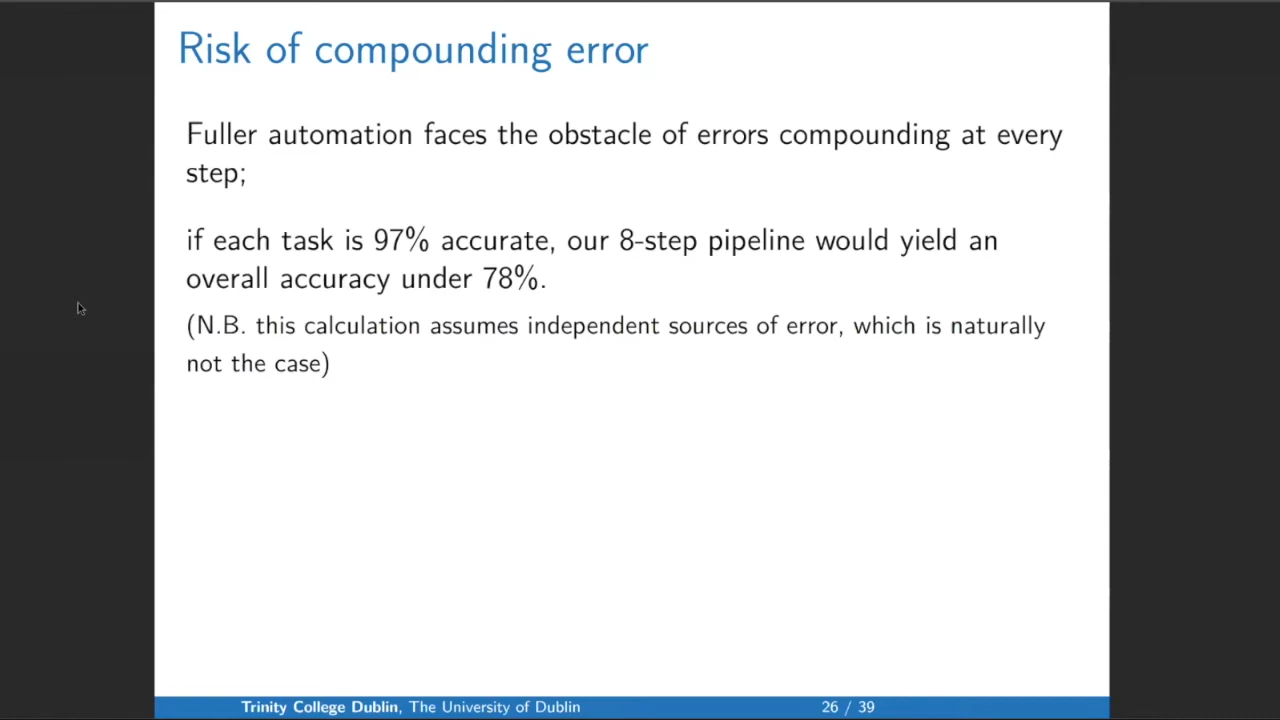 Risk of compounding error
Fuller automation faces the obstacle of errors compounding at every
step;
if each task is 97% accurate, our 8-step pipeline would yield an
overall accuracy under 78%.
(N.B. this calculation assumes independent sources of error, which is naturally
not the case)
Trinity College Dublin, The University of Dublin 26 / 39